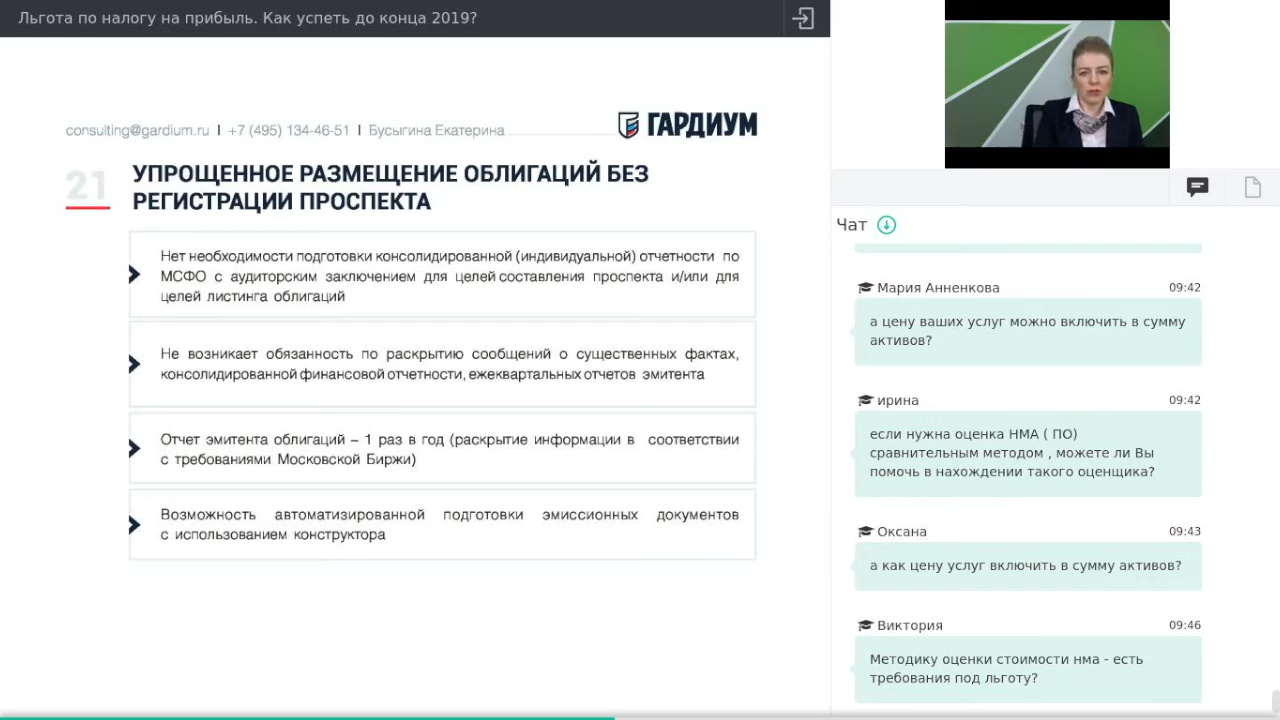 Льгота по налогу на прибыль. Как успеть до конца 2019?
consulting@gardium.ru | +7 (495) 134-46-51 | Бусыгина Екатерина
ГАРДИУМ
21
УПРОЩЕННОЕ РАЗМЕЩЕНИЕ ОБЛИГАЦИЙ БЕЗ
РЕГИСТРАЦИИ ПРОСПЕКТА
Нет необходимости подготовки консолидированной (индивидуальной) отчетности по
МСФО с аудиторским заключением для целей составления проспекта и/или для
целей листинга облигаций
Не возникает обязанность по раскрытию сообщений о существенных фактах,
консолидированной финансовой отчетности, ежеквартальных отчетов эмитента
Отчет эмитента облигаций – 1 раз в год (раскрытие информации в соответствии
с требованиями Московской Биржи)
Возможность автоматизированной подготовки эмиссионных документов
с использованием конструктора
Чат
Мария Анненкова 09:42
а цену ваших услуг можно включить в сумму
активов?
ирина 09:42
если нужна оценка НМА ( ПО)
сравнительным методом , можете ли Вы
помочь в нахождении такого оценщика?
Оксана 09:43
а как цену услуг включить в сумму активов?
Виктория 09:46
Методику оценки стоимости нма - есть
требования под льготу?